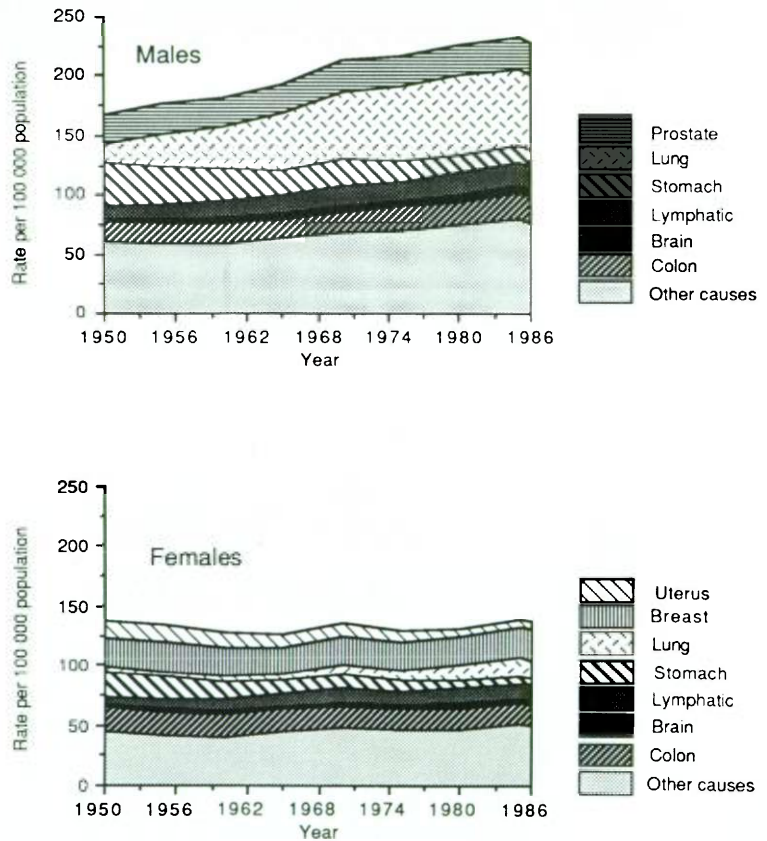 250
200
150
100
50
0
Rate per 100 000 population
Males
1950 1956 1962 1968 1974 1980 1986
Year
Prostate
Lung
Stomach
Lymphatic
Brain
Colon
Other causes
250
200
150
100
50
0
Rate per 100 000 population
Females
1950 1956 1962 1968 1974 1980 1986
Year
Uterus
Breast
Lung
Stomach
Lymphatic
Brain
Colon
Other causes